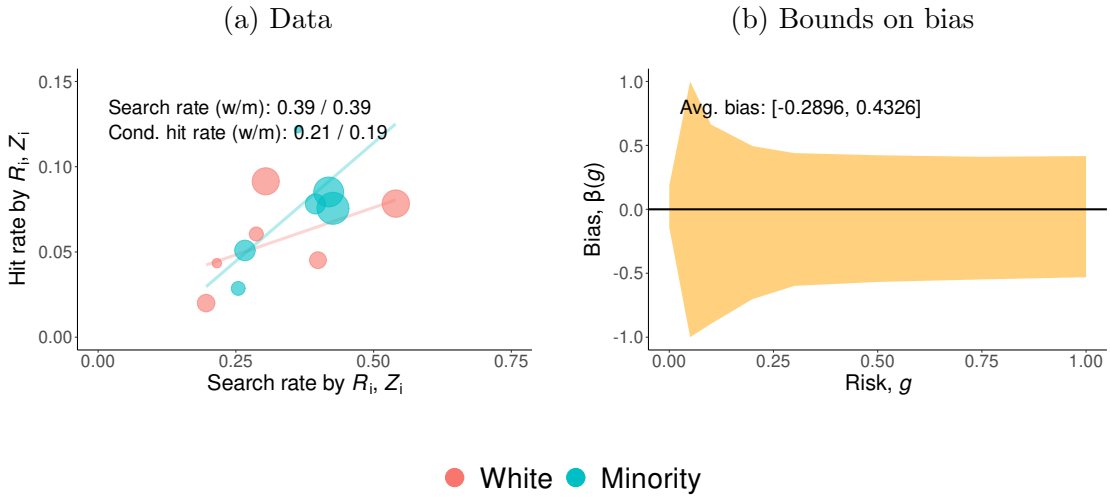 (a) Data
Search rate (w/m): 0.39 / 0.39
Cond. hit rate (w/m): 0.21 / 0.19
Hit rate by Ri, Zi
0.15
0.10
0.05
0.00
0.00 0.25 0.50 0.75
Search rate by Ri, Zi
(b) Bounds on bias
Avg. bias: [-0.2896, 0.4326]
Bias, β(g)
1.0
0.5
0.0
-0.5
-1.0
0.00 0.25 0.50 0.75 1.00
Risk, g
White Minority